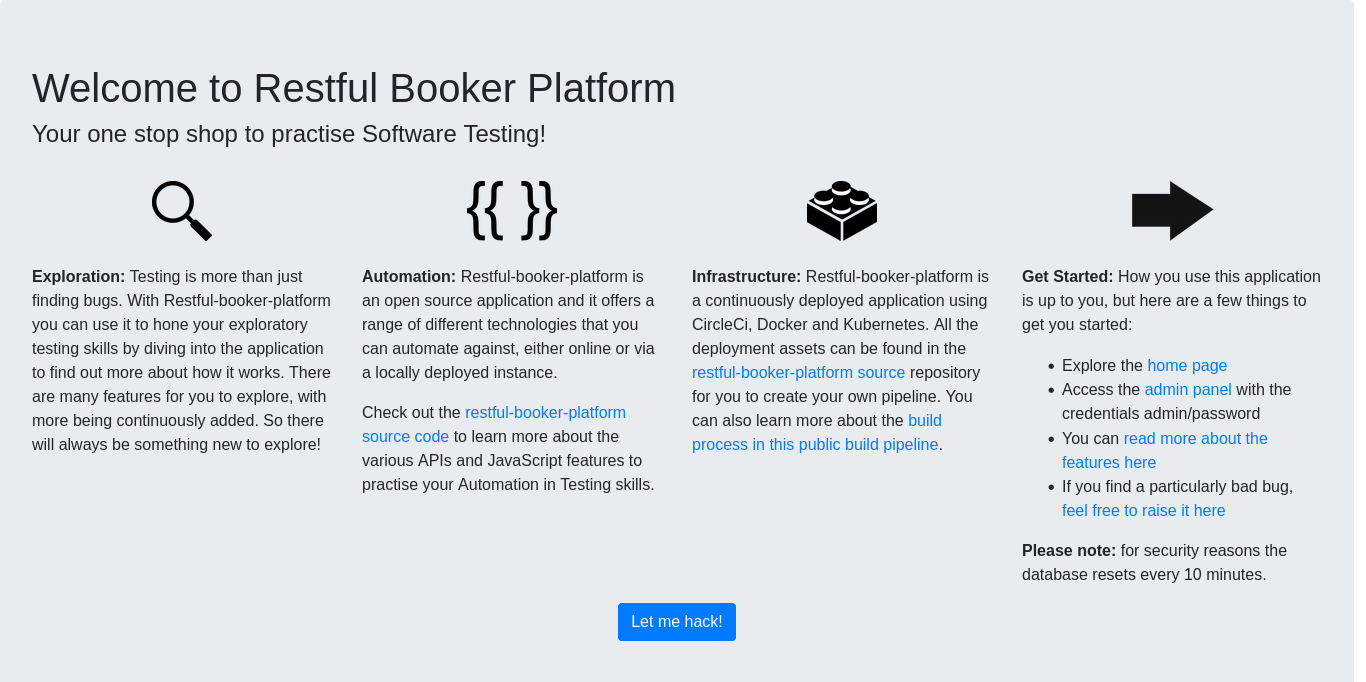 Welcome to Restful Booker Platform
Your one stop shop to practise Software Testing!
{{ }}
Exploration: Testing is more than just
finding bugs. With Restful-booker-platform
you can use it to hone your exploratory
testing skills by diving into the application
to find out more about how it works. There
are many features for you to explore, with
more being continuously added. So there
will always be something new to explore!
Automation: Restful-booker-platform is
an open source application and it offers a
range of different technologies that you
can automate against, either online or via
a locally deployed instance.
Check out the restful-booker-platform
source code to learn more about the
various APIs and JavaScript features to
practise your Automation in Testing skills.
Infrastructure: Restful-booker-platform is
a continuously deployed application using
CircleCi, Docker and Kubernetes. All the
deployment assets can be found in the
restful-booker-platform source repository
for you to create your own pipeline. You
can also learn more about the build
process in this public build pipeline.
Get Started: How you use this application
is up to you, but here are a few things to
get you started:
• Explore the home page
• Access the admin panel with the
credentials admin/password
• You can read more about the
features here
• If you find a particularly bad bug,
feel free to raise it here
Please note: for security reasons the
database resets every 10 minutes.
Let me hack!